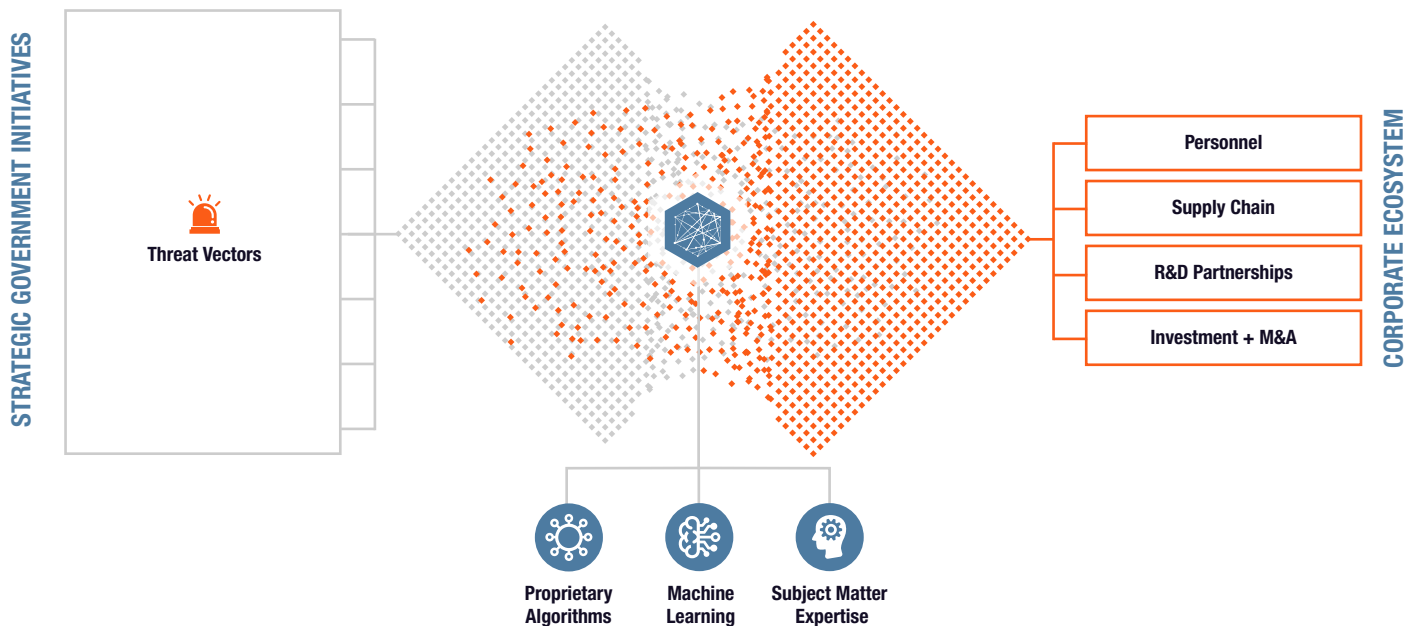 STRATEGIC GOVERNMENT INITIATIVES
Threat Vectors
Personnel
Supply Chain
R&D Partnerships
Investment + M&A
CORPORATE ECOSYSTEM
Proprietary
Algorithms
Machine
Learning
Subject Matter
Expertise